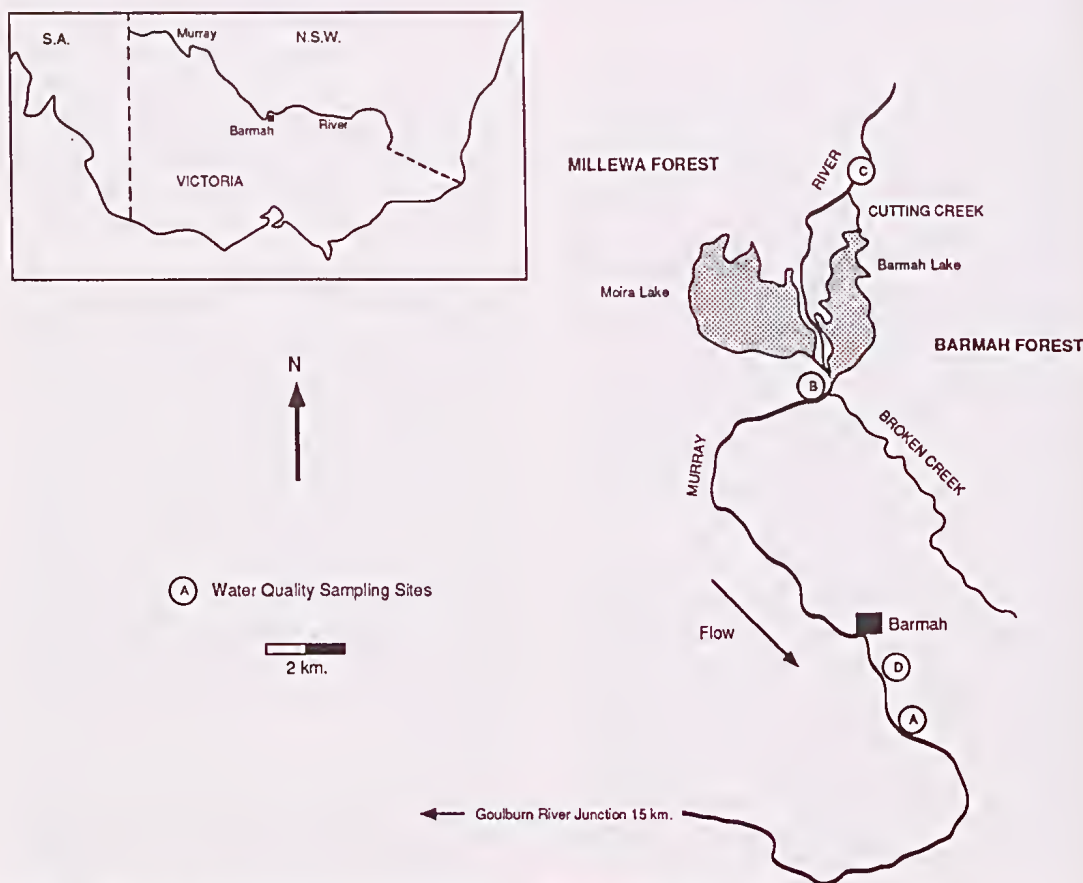 S.A.
Murray
N.S.W.
Barmah
River
VICTORIA
MILLEWA FOREST
RIVER
C
CUTTING CREEK
Barmah Lake
Moira Lake
BARMAH FOREST
N
B
BROKEN CREEK
MURRAY
A Water Quality Sampling Sites
2 km.
Flow
Barmah
D
A
Goulburn River Junction 15 km.